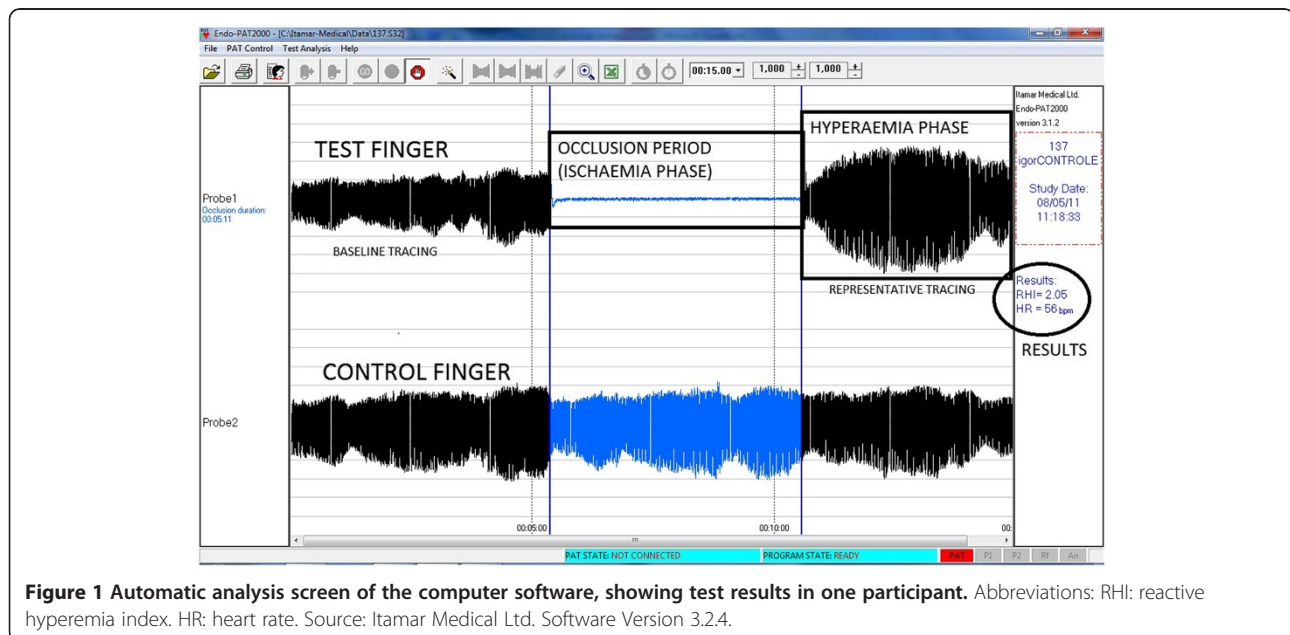 Endo-PAT2000 - [C:\Itamar-Medical\Data\137.S32]
File PAT Control Test Analysis Help
00:15.00 1,000 1,000
TEST FINGER
Probe1
Occlusion duration:
00:05:11
BASELINE TRACING
OCCLUSION PERIOD
(ISCHAEMIA PHASE)
HYPERAEMIA PHASE
REPRESENTATIVE TRACING
Itamar Medical Ltd.
Endo-PAT2000
version 3.1.2
137
igorCONTROLE
Study Date:
08/05/11
11:18:33
Results:
RHI= 2.05
HR = 56 bpm
RESULTS
CONTROL FINGER
Probe2
00:05:00 00:10:00 00:
PAT STATE: NOT CONNECTED PROGRAM STATE: READY PAT P1 P2 Rf An
Figure 1 Automatic analysis screen of the computer software, showing test results in one participant. Abbreviations: RHI: reactive
hyperemia index. HR: heart rate. Source: Itamar Medical Ltd. Software Version 3.2.4.